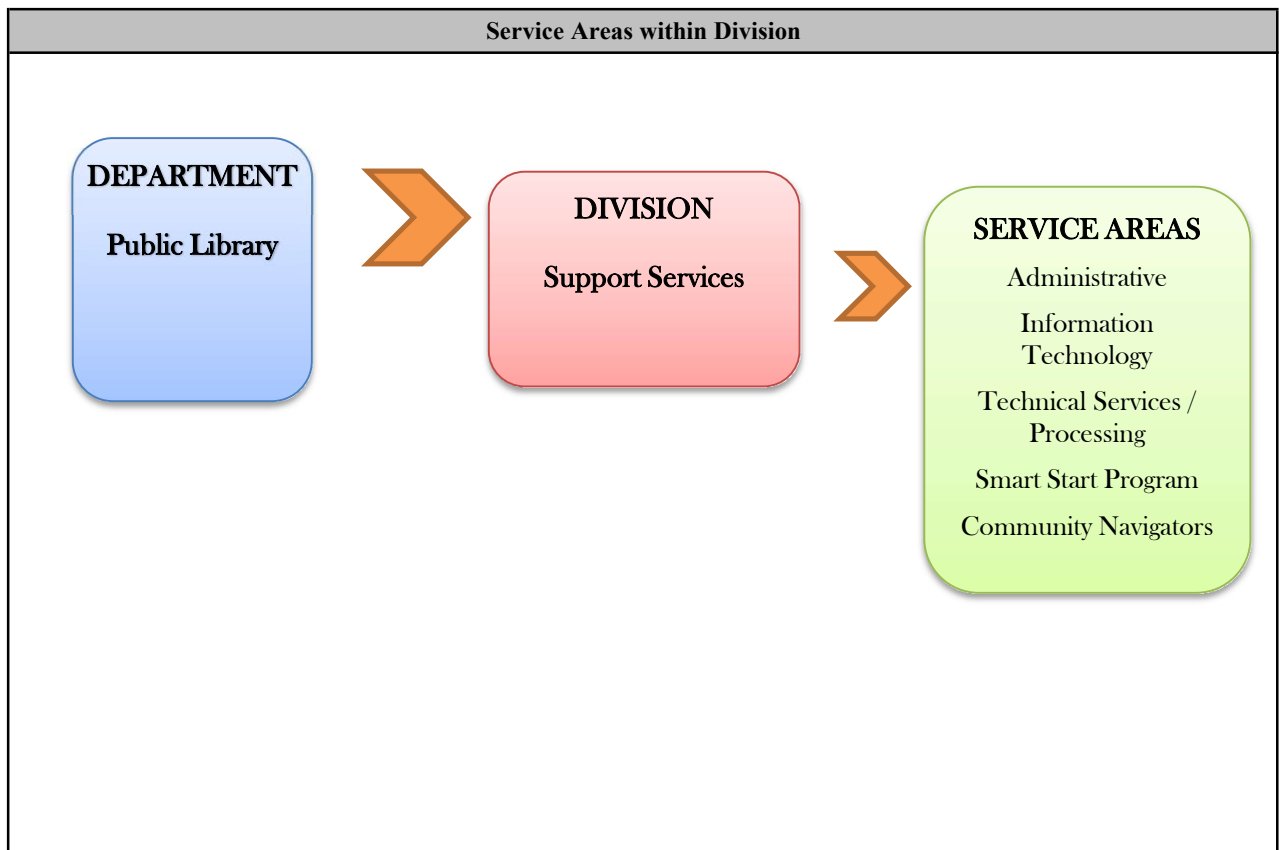 Service Areas within Division
DEPARTMENT
Public Library
DIVISION
Support Services
SERVICE AREAS
Administrative
Information
Technology
Technical Services /
Processing
Smart Start Program
Community Navigators